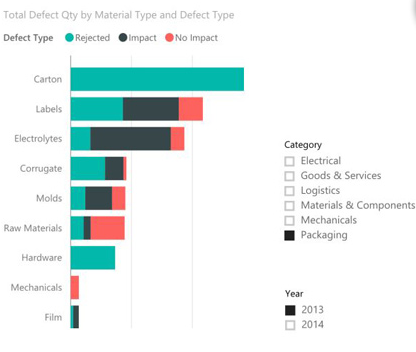 Total Defect Qty by Material Type and Defect Type
Defect Type Rejected Impact No Impact
Carton
Labels
Electrolytes
Corrugate
Molds
Raw Materials
Hardware
Mechanicals
Film
Category
Electrical
Goods & Services
Logistics
Materials & Components
Mechanicals
Packaging
Year
2013
2014